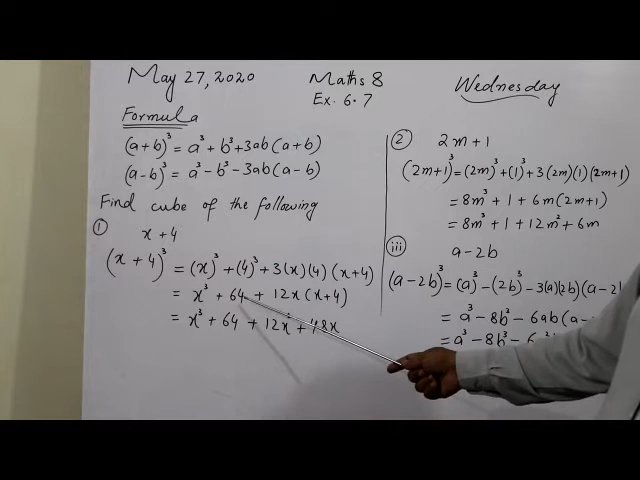 May 27, 2020 Maths 8 Wednesday
Ex. 6.7
Formula
(a+b)³ = a³ + b³ + 3ab(a+b)
(a-b)³ = a³ - b³ - 3ab(a-b)
Find cube of the following
① x + 4
(x + 4)³ = (x)³ + (4)³ + 3(x)(4)(x+4)
= x³ + 64 + 12x(x+4)
= x³ + 64 + 12x² + 48x
② 2m + 1
(2m+1)³ = (2m)³ + (1)³ + 3(2m)(1)(2m+1)
= 8m³ + 1 + 6m(2m+1)
= 8m³ + 1 + 12m² + 6m
iii a - 2b
(a-2b)³ = (a)³ - (2b)³ - 3(a)(2b)(a-2
= a³ - 8b³ - 6ab(a-
= a³ - 8b³ - 6